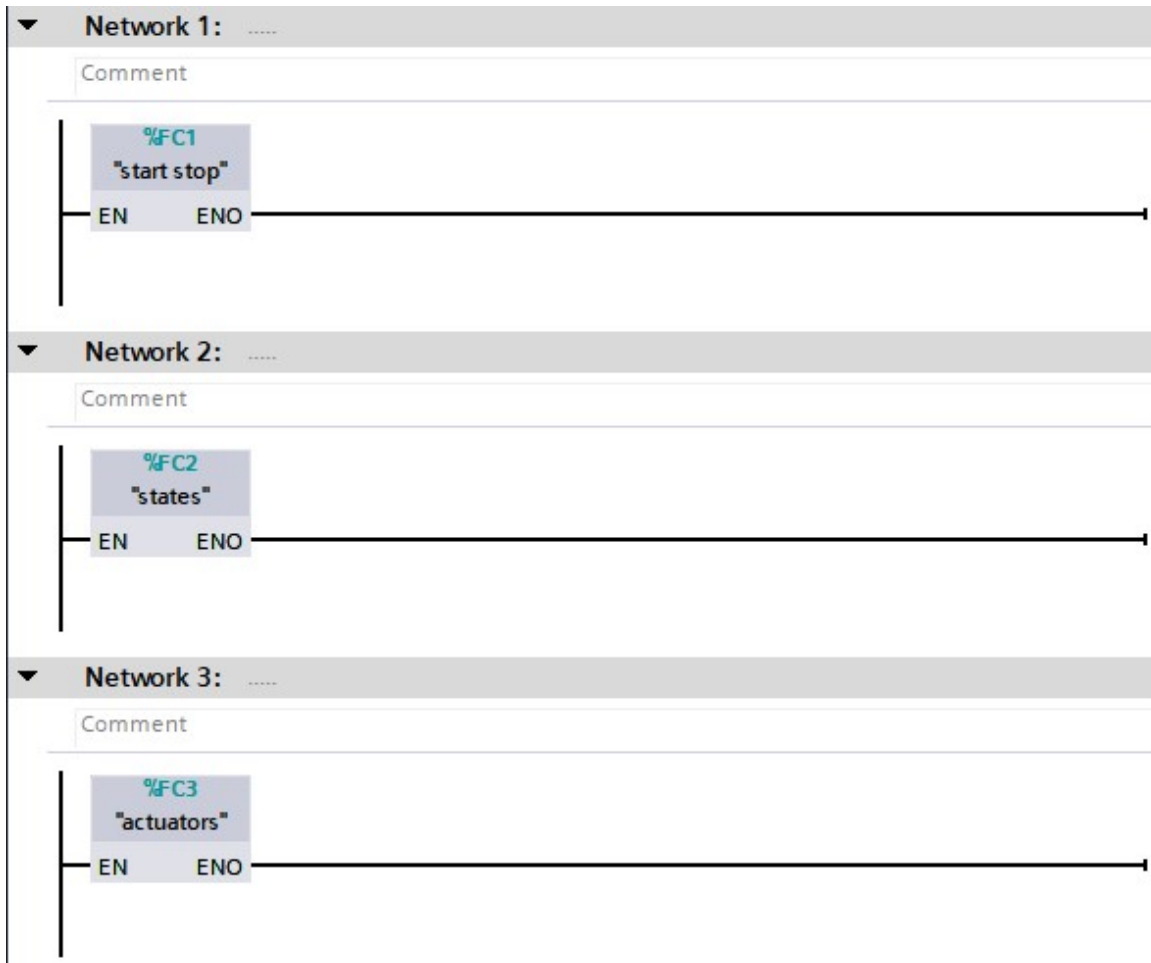 Network 1: .....
Comment
%FC1
"start stop"
EN ENO
Network 2: .....
Comment
%FC2
"states"
EN ENO
Network 3: .....
Comment
%FC3
"actuators"
EN ENO